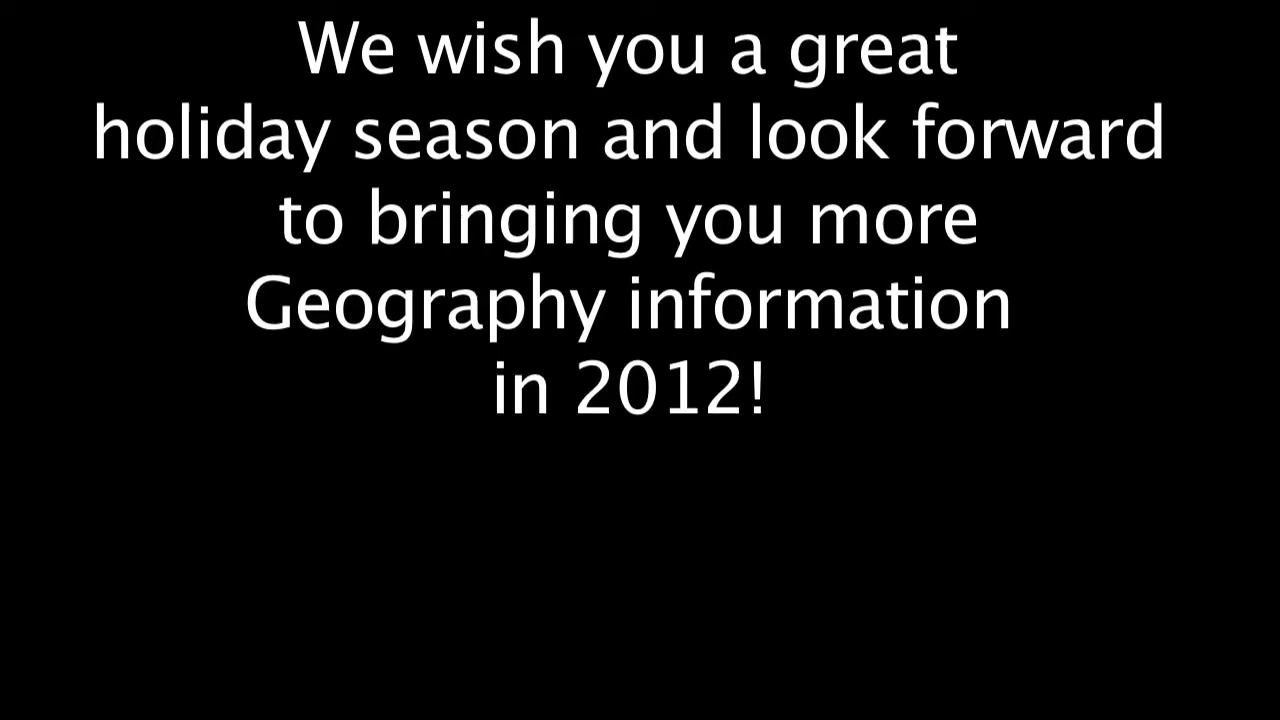 We wish you a great
holiday season and look forward
to bringing you more
Geography information
in 2012!